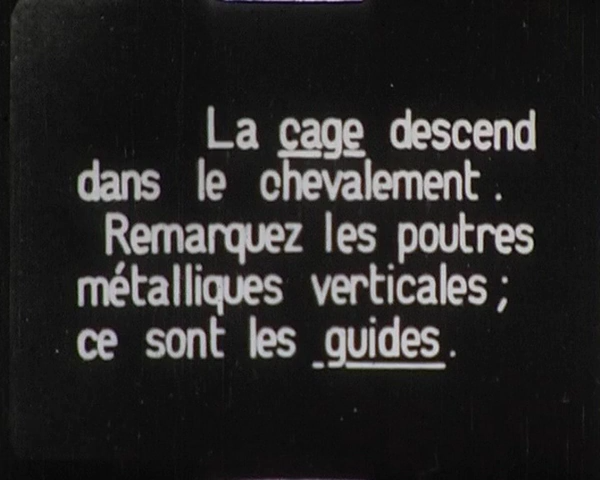 La cage descend
dans le chevalement.
Remarquez les poutres
métalliques verticales ;
ce sont les guides.